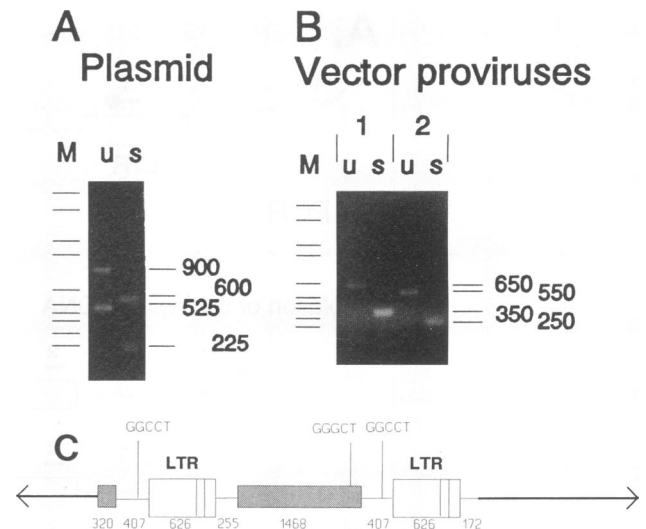 A
Plasmid
B
Vector proviruses
1 2
M u s
M u s u s
900
600
525
225
650
550
350
250
C
GGCCT
GGGCT
GGCCT
LTR
LTR
320 407 626 255 1468 407 626 172